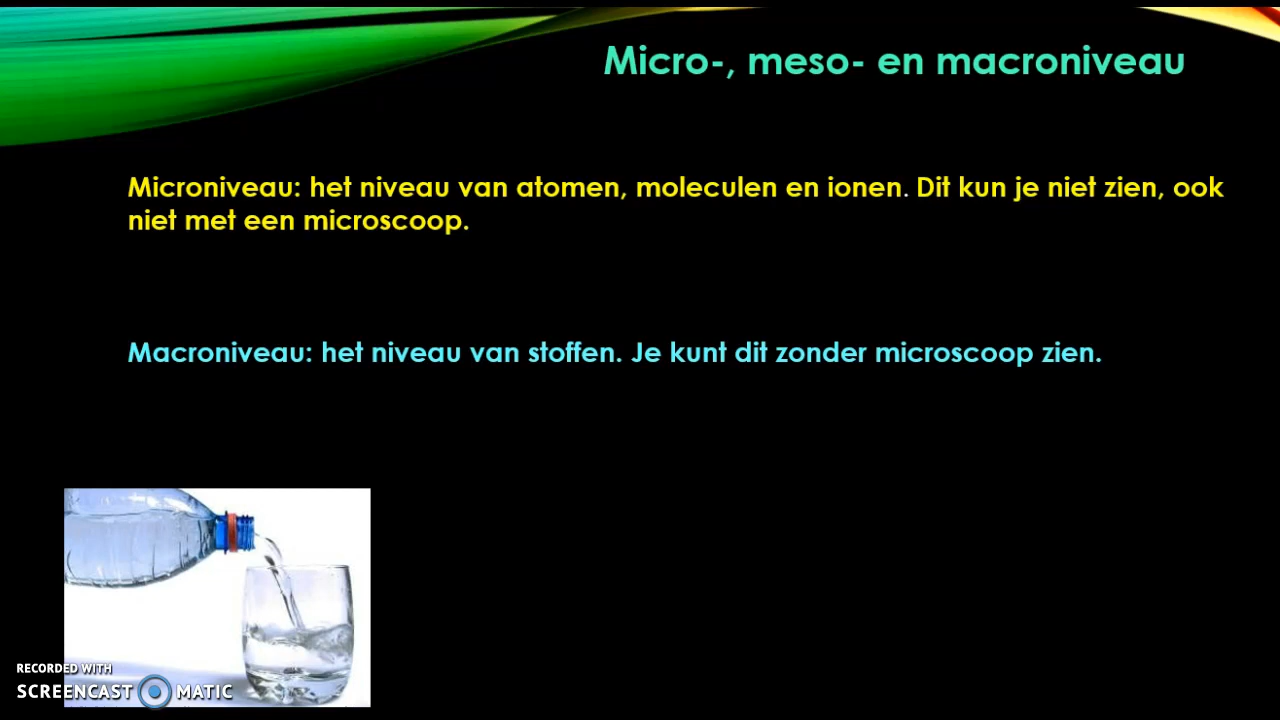 Micro-, meso- en macroniveau
Microniveau: het niveau van atomen, moleculen en ionen. Dit kun je niet zien, ook
niet met een microscoop.
Macroniveau: het niveau van stoffen. Je kunt dit zonder microscoop zien.
RECORDED WITH
SCREENCAST MATIC